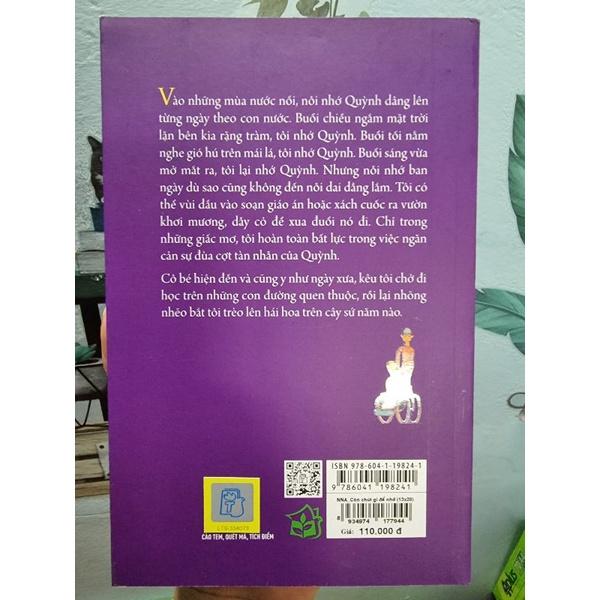 Vào những mùa nước nổi, nỗi nhớ Quỳnh dâng lên
từng ngày theo con nước. Buổi chiều ngắm mặt trời
lặn bên kia rặng tràm, tôi nhớ Quỳnh. Buổi tối nằm
nghe gió hú trên mái lá, tôi nhớ Quỳnh. Buổi sáng vừa
mở mắt ra, tôi lại nhớ Quỳnh. Nhưng nỗi nhớ ban
ngày dù sao cũng không đến nỗi dai dẳng lắm. Tôi có
thể vùi đầu vào soạn giáo án hoặc xách cuốc ra vườn
khơi mương, dẫy cỏ để xua đuổi nó đi. Chỉ trong
những giấc mơ, tôi hoàn toàn bất lực trong việc ngăn
cản sự đùa cợt tàn nhẫn của Quỳnh.
Cô bé hiện đến và cũng y như ngày xưa, kêu tôi chở đi
học trên những con đường quen thuộc, rồi lại nhõng
nhẽo bắt tôi trèo lên hái hoa trên cây sứ năm nào.
ISBN 978-604-1-19824-1
9 786041 198241
NNA. Còn chút gì để nhớ (13x20)
8 934974 177944
Giá: 110,000 đ
CÀO TEM, QUÉT MÃ, TÍCH ĐIỂM